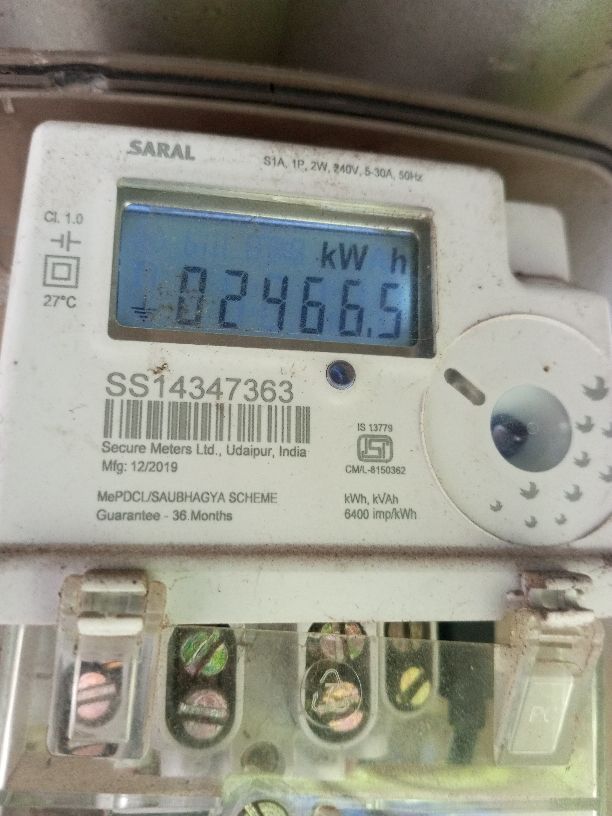 SARAL
S1A, 1P, 2W, 240V, 5-30A, 50Hz
Cl. 1.0
27°C
kW h
02466.5
SS14347363
Secure Meters Ltd., Udaipur, India
Mfg: 12/2019
IS 13779
CM/L-8150362
MePDCL/SAUBHAGYA SCHEME
Guarantee - 36.Months
kWh, kVAh
6400 imp/kWh